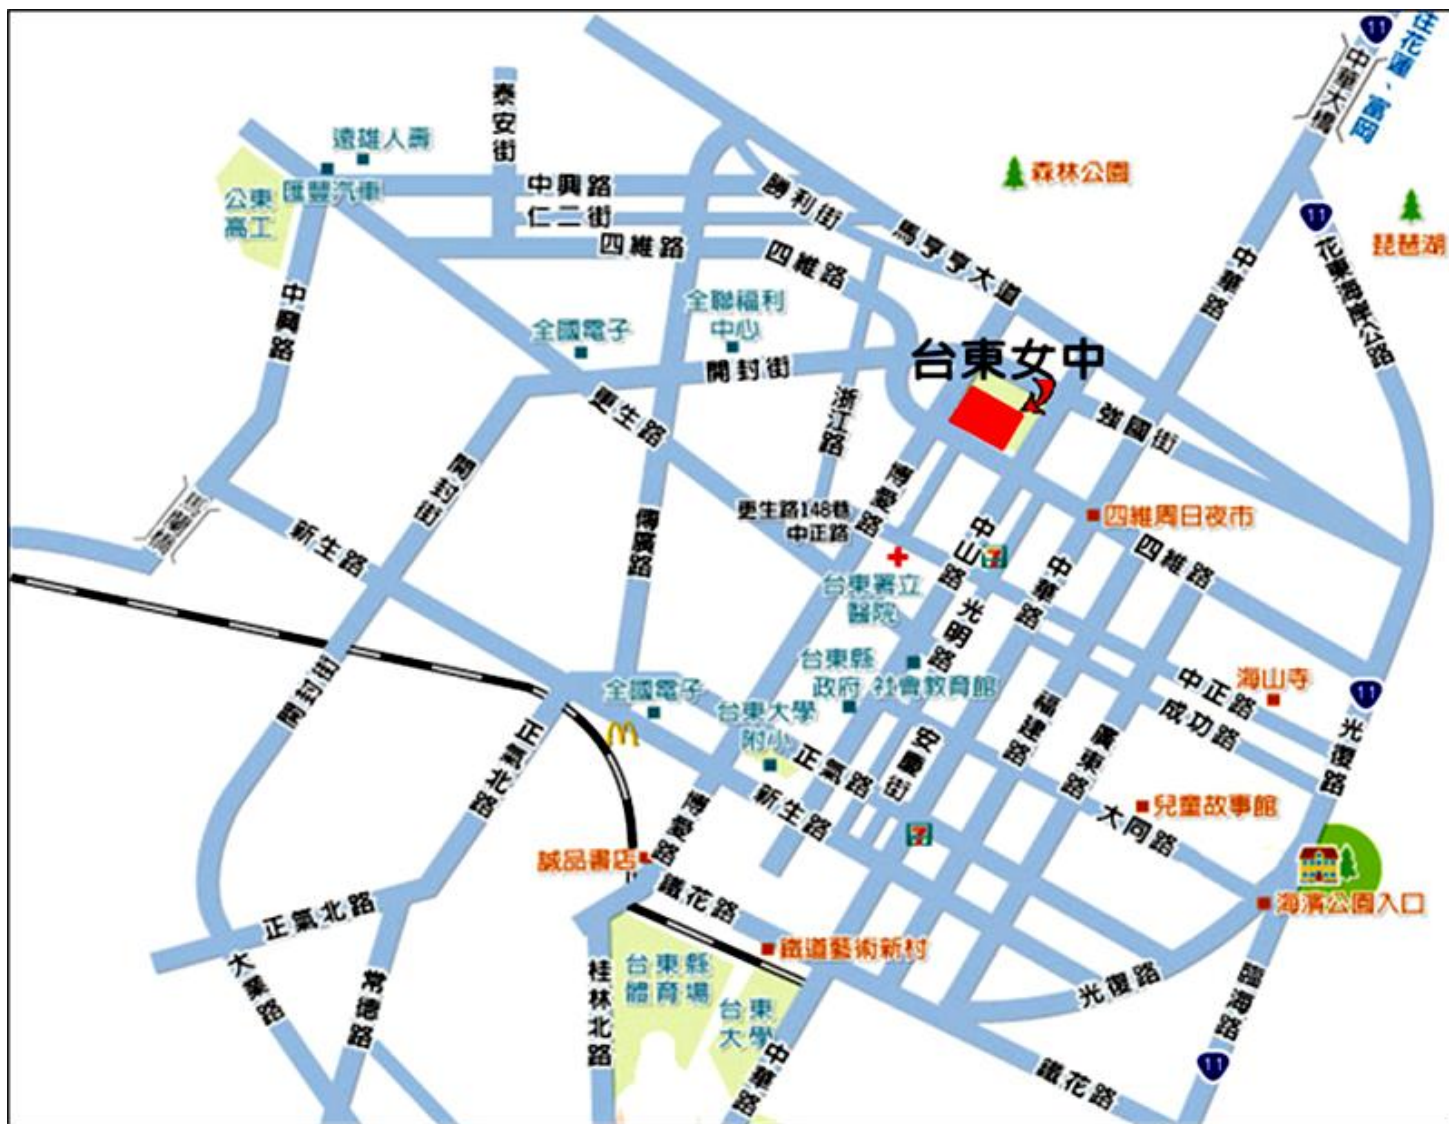 11
往花蓮、富岡
中華大橋
泰安街
遠雄人壽
匯豐汽車
公東
高工
中興路
仁二街
四維路
四維路
勝利街
馬亨亨大道
森林公園
11
琵琶湖
花東海岸公路
中華路
中興路
全國電子
全聯福利
中心
開封街
台東女中
更生路
浙江路
強國街
開封街
馬蘭橋
新生路
傳廣路
博愛路
更生路148巷
中正路
四維周日夜市
四維路
中山路
7
中華路
台東署立
醫院
光明路
台東縣
政府
社會教育館
開封街
全國電子
台東大學
附小
正氣路
安慶街
福建路
廣東路
中正路
成功路
海山寺
11
光復路
正氣北路
新生路
7
大同路
兒童故事館
博愛路
誠品書店
鐵花路
海濱公園入口
正氣北路
大業路
常德路
桂林北路
台東縣
體育場
鐵道藝術新村
台東
大學
中華路
光復路
臨海路
11
鐵花路